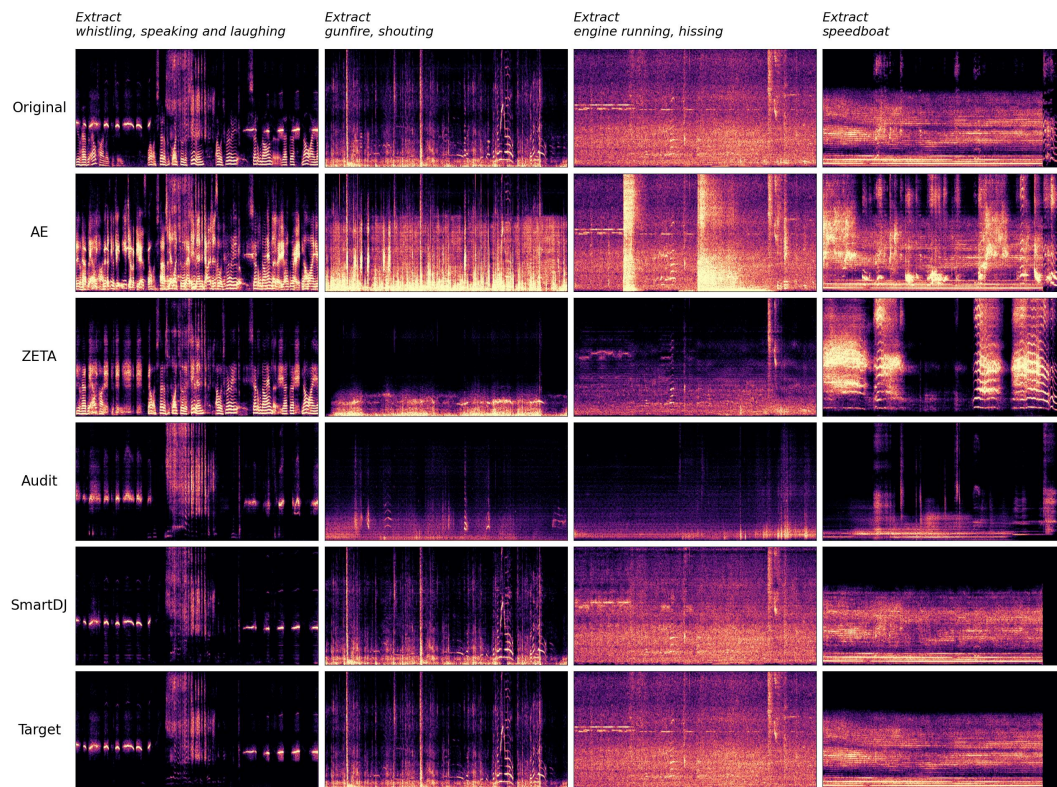 Extract
whistling, speaking and laughing
Extract
gunfire, shouting
Extract
engine running, hissing
Extract
speedboat
Original
AE
ZETA
Audit
SmartDJ
Target